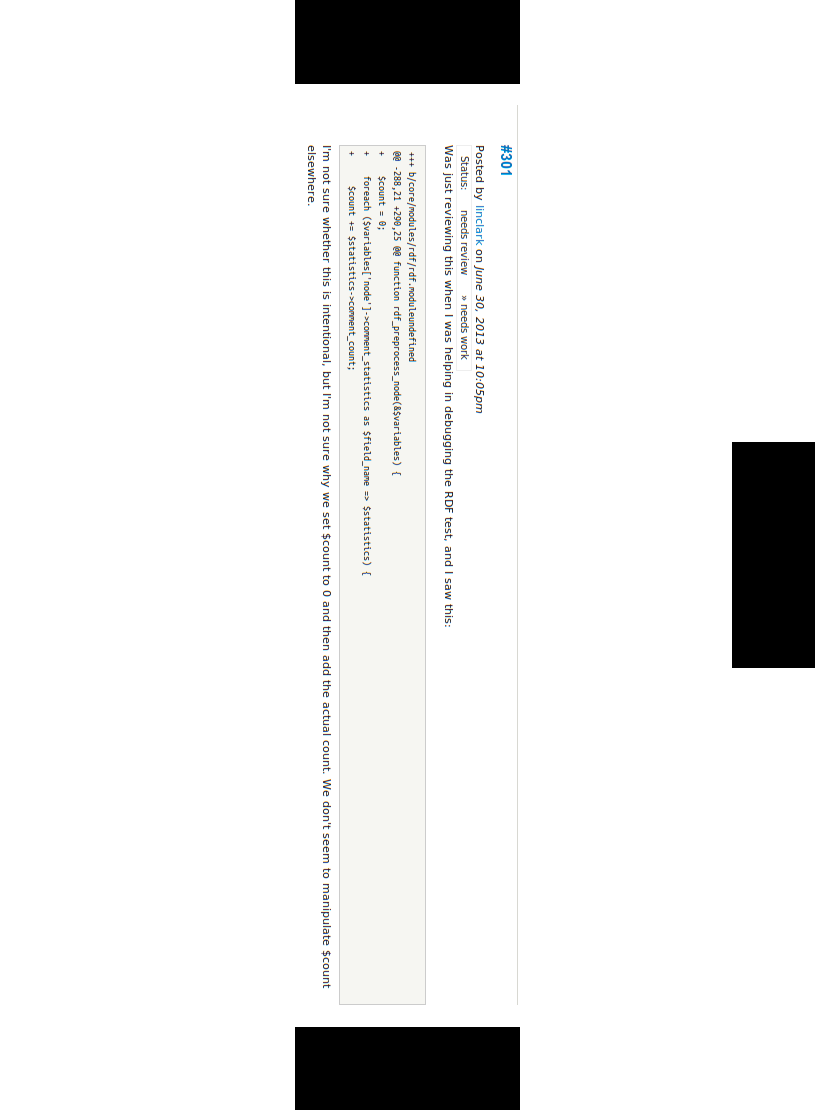 #301
Posted by linclark on June 30, 2013 at 10:05pm
Status: needs review » needs work
Was just reviewing this when I was helping in debugging the RDF test, and I saw this:
+++ b/core/modules/rdf/rdf.moduleundefined
@@ -288,21 +290,25 @@ function rdf_preprocess_node(&$variables) {
+    $count = 0;
+    foreach ($variables['node']->comment_statistics as $field_name => $statistics) {
+      $count += $statistics->comment_count;
I'm not sure whether this is intentional, but I'm not sure why we set $count to 0 and then add the actual count. We don't seem to manipulate $count
elsewhere.